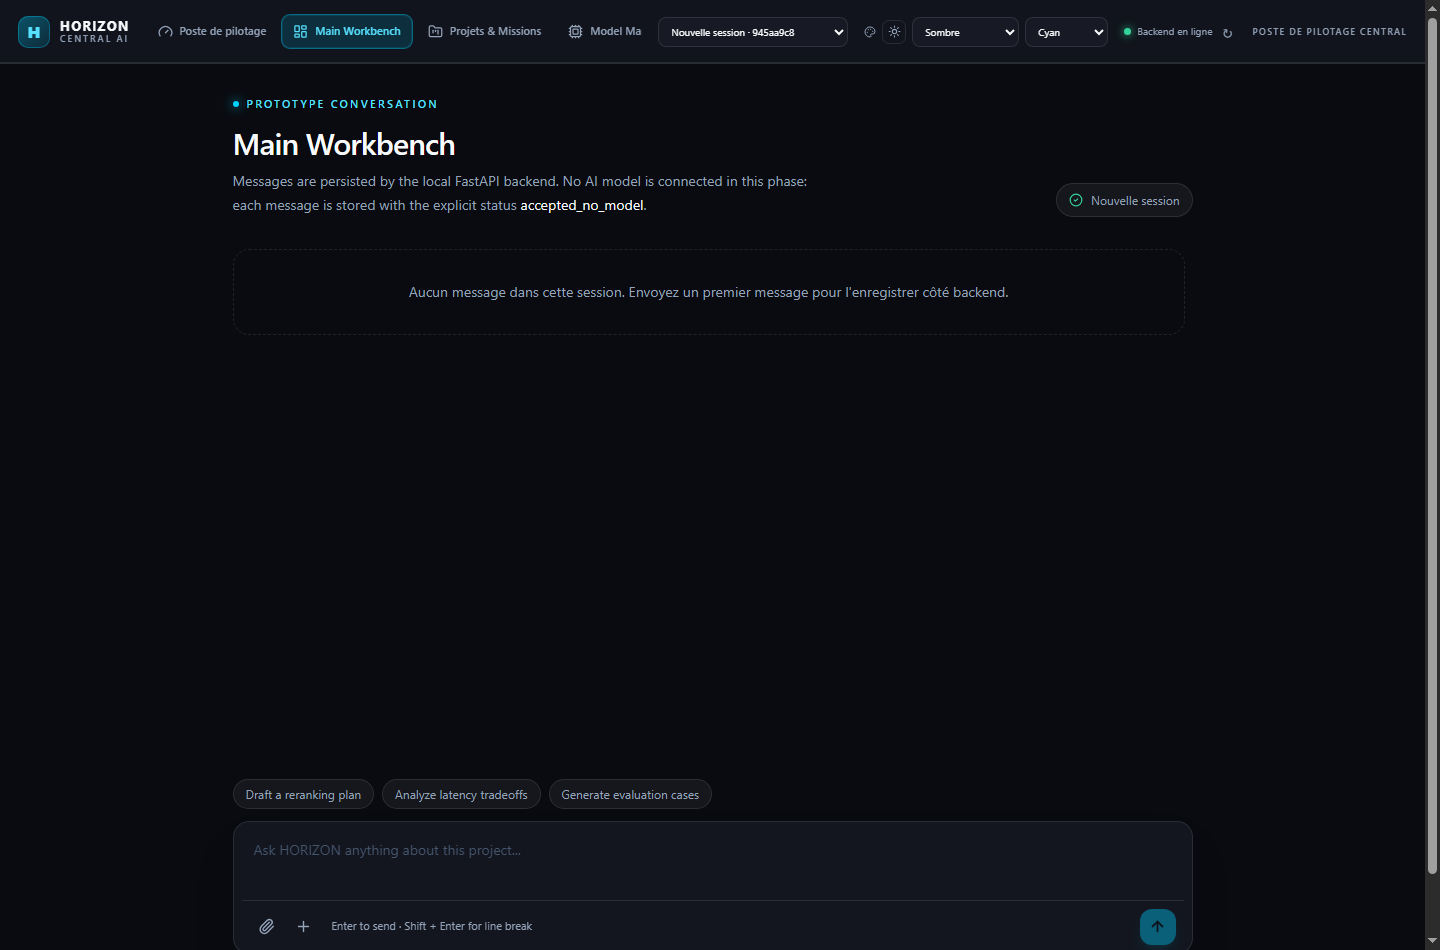 H
HORIZON
CENTRAL AI
Poste de pilotage
Main Workbench
Projets & Missions
Model Ma
Nouvelle session · 945aa9c8
Sombre
Cyan
Backend en ligne
POSTE DE PILOTAGE CENTRAL
PROTOTYPE CONVERSATION
Main Workbench
Messages are persisted by the local FastAPI backend. No AI model is connected in this phase:
each message is stored with the explicit status accepted_no_model.
Nouvelle session
Aucun message dans cette session. Envoyez un premier message pour l'enregistrer côté backend.
Draft a reranking plan
Analyze latency tradeoffs
Generate evaluation cases
Ask HORIZON anything about this project...
Enter to send · Shift + Enter for line break